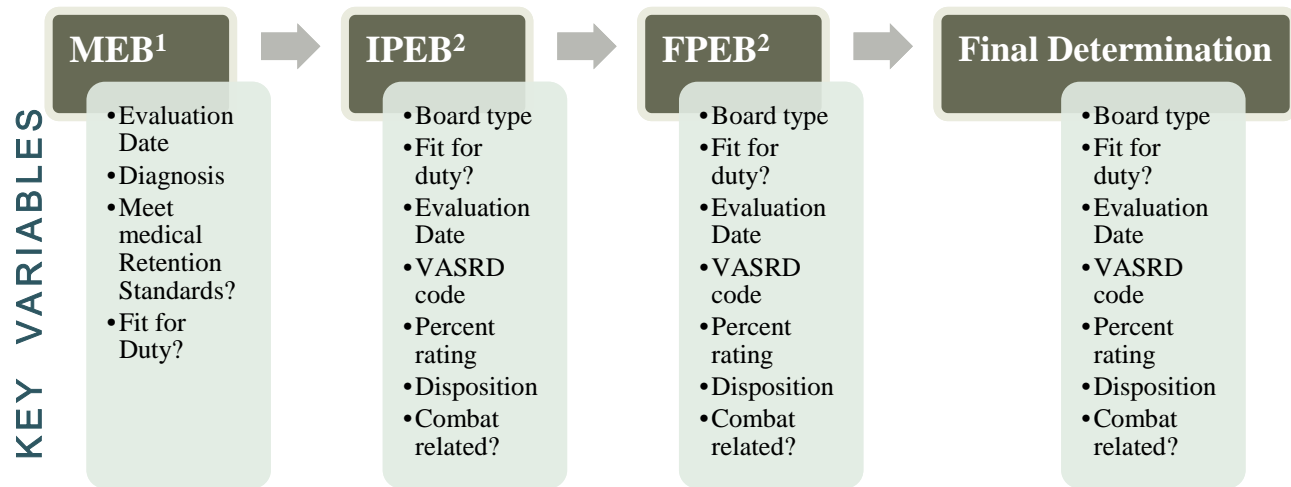 MEB1
IPEB2
FPEB2
Final Determination
KEY VARIABLES
•Evaluation
Date
•Diagnosis
•Meet
medical
Retention
Standards?
•Fit for
Duty?
•Board type
•Fit for
duty?
•Evaluation
Date
•VASRD
code
•Percent
rating
•Disposition
•Combat
related?
•Board type
•Fit for
duty?
•Evaluation
Date
•VASRD
code
•Percent
rating
•Disposition
•Combat
related?
•Board type
•Fit for
duty?
•Evaluation
Date
•VASRD
code
•Percent
rating
•Disposition
•Combat
related?